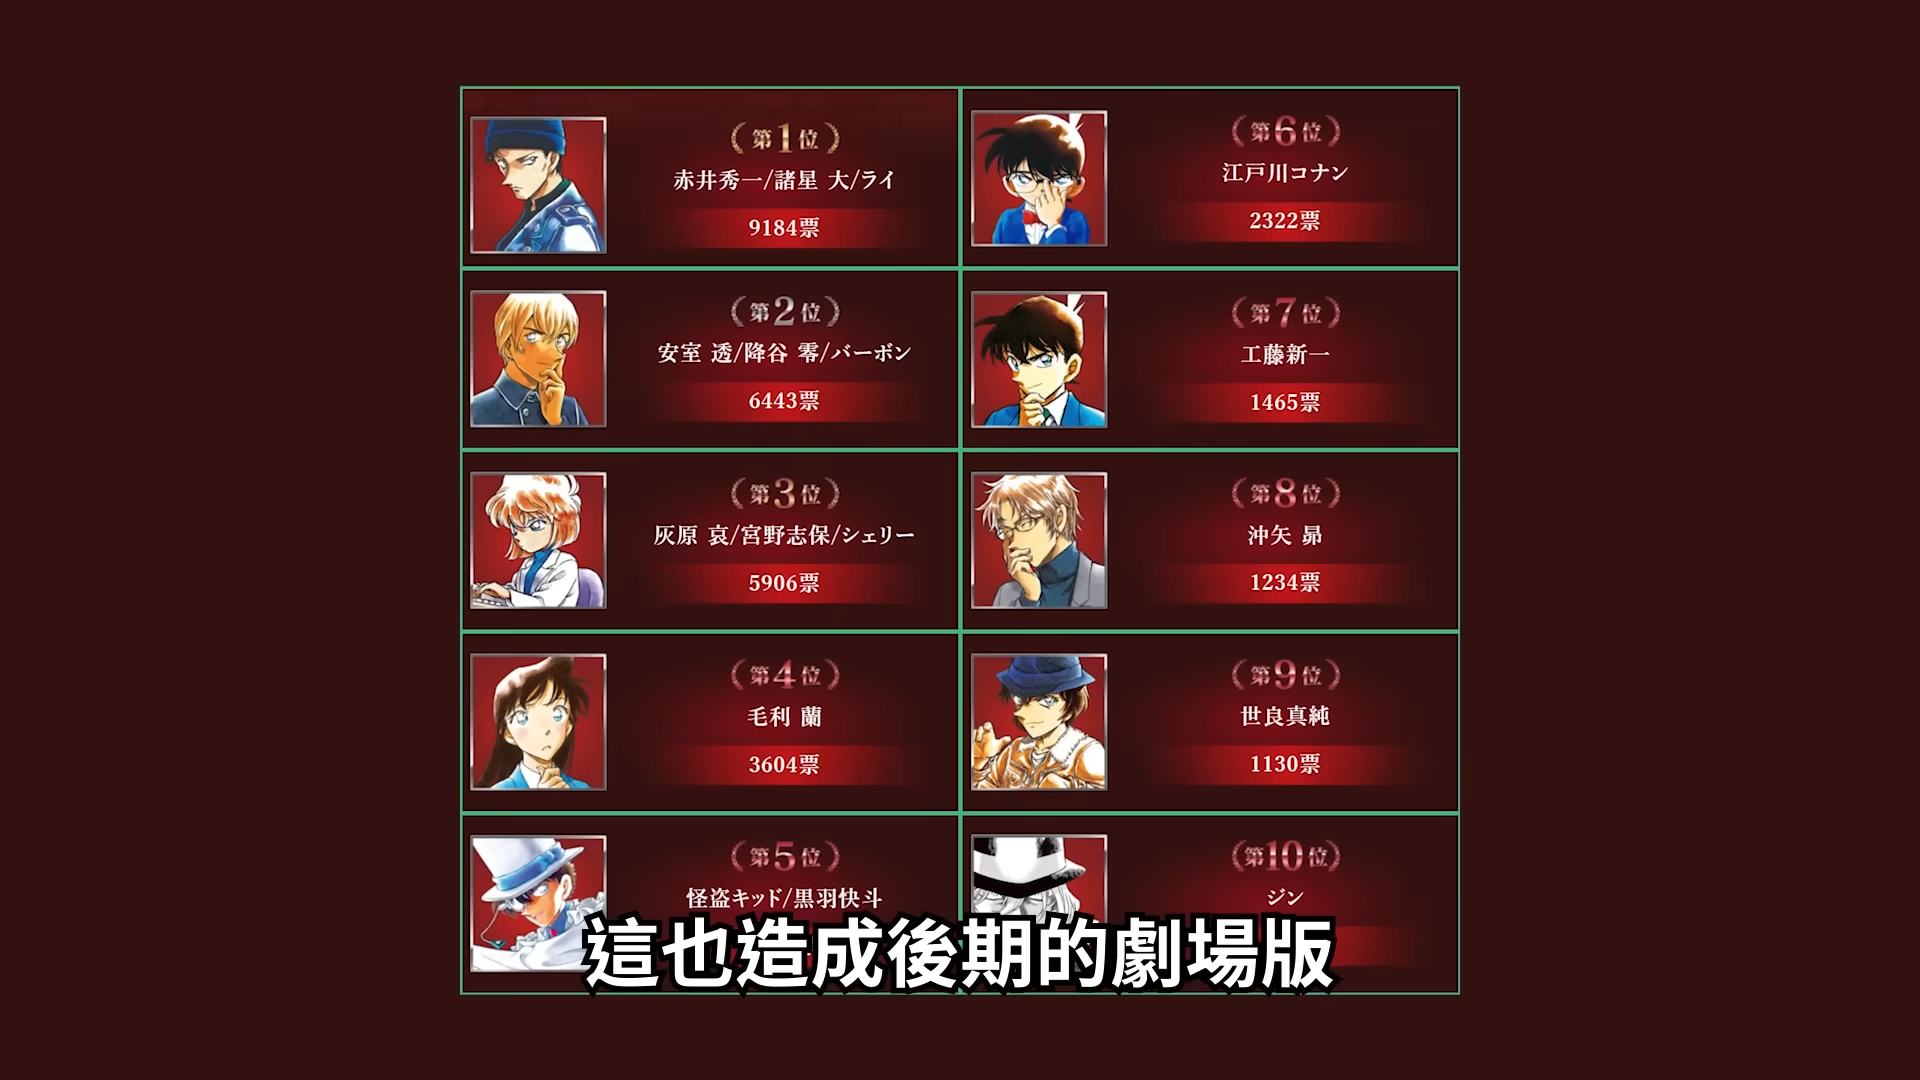 第1位
赤井秀一/諸星 大/ライ
9184票
第2位
安室 透/降谷 零/バーボン
6443票
第3位
灰原 哀/宮野志保/シェリー
5906票
第4位
毛利 蘭
3604票
第5位
怪盗キッド/黒羽快斗
第6位
江戸川コナン
2322票
第7位
工藤新一
1465票
第8位
沖矢 昴
1234票
第9位
世良真純
1130票
第10位
ジン
這也造成後期的劇場版